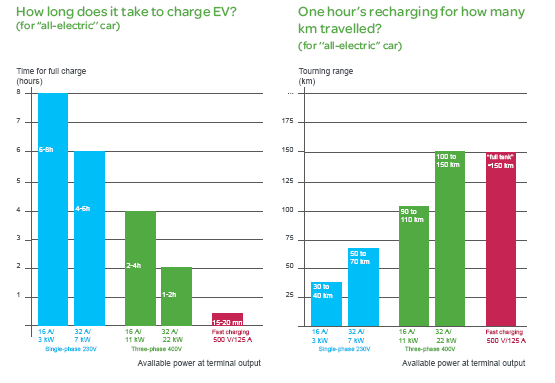 How long does it take to charge EV?
(for "all-electric" car)
Time for full charge
(hours)
8
7
6
5
4
3
2
1
6-8h
4-6h
2-4h
1-2h
15-20 mn
16 A/
3 kW
32 A/
7 kW
16 A/
11 kW
32 A/
22 kW
Fast charging
500 V/125 A
Single-phase 230V
Three-phase 400V
Available power at terminal output
One hour's recharging for how many
km travelled?
(for "all-electric" car)
Tourning range
(km)
...
175
150
125
100
75
50
25
30 to
40 km
50 to
70 km
90 to
110 km
100 to
150 km
"full tank"
~150 km
16 A/
3 kW
32 A/
7 kW
16 A/
11 kW
32 A/
22 kW
Fast charging
500 V/125 A
Single-phase 230V
Three-phase 400V
Available power at terminal output